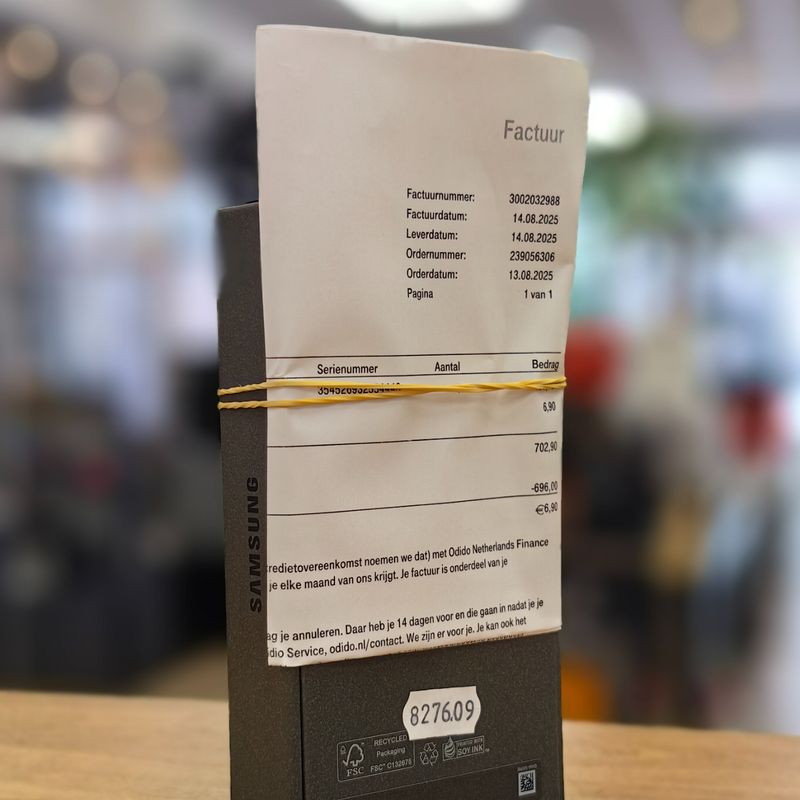 Factuur
Factuurnummer: 3002032988
Factuurdatum: 14.08.2025
Leverdatum: 14.08.2025
Ordernummer: 239056306
Orderdatum: 13.08.2025
Pagina 1 van 1
Serienummer Aantal Bedrag
6,90
702,90
-696,00
€6,90
redietovereenkomst noemen we dat) met Odido Netherlands Finance
je elke maand van ons krijgt. Je factuur is onderdeel van je
ag je annuleren. Daar heb je 14 dagen voor en die gaan in nadat je je
dio Service, odido.nl/contact. We zijn er voor je. Je kan ook het
SAMSUNG
8276.09
FSC
RECYCLED
Packaging
FSC® C132676
PRINTED WITH
SOY INK